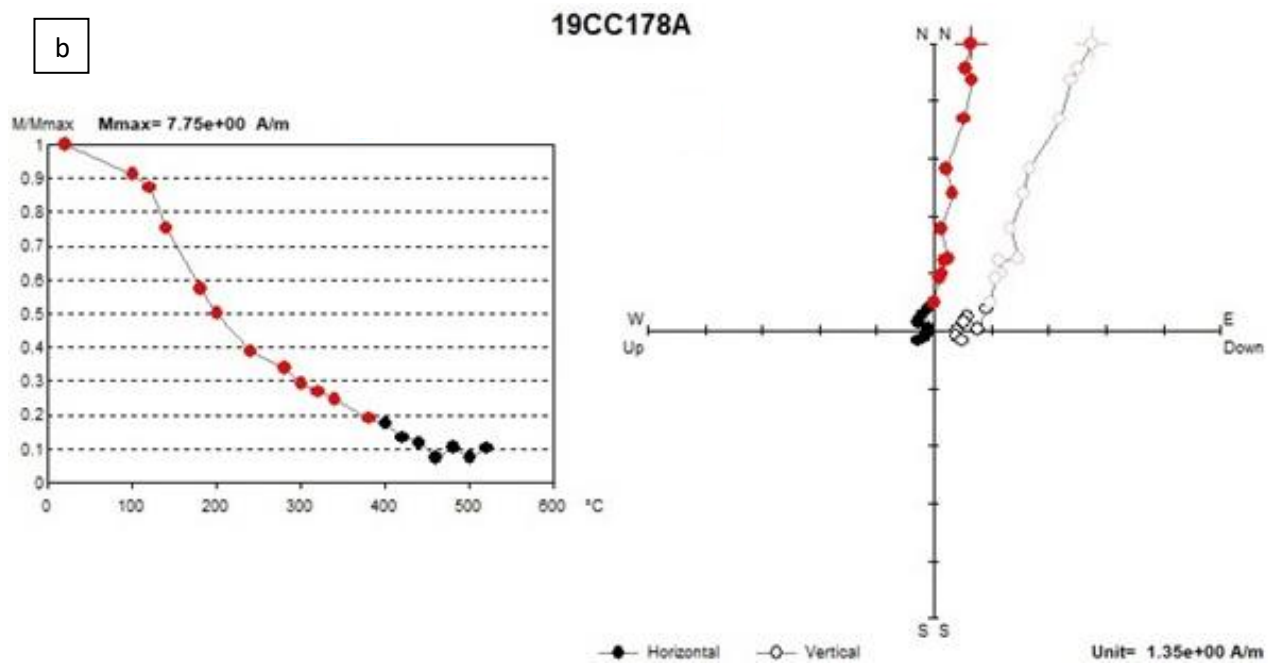 b
19CC178A
M/Mmax Mmax= 7.75e+00 A/m
1
0.9
0.8
0.7
0.6
0.5
0.4
0.3
0.2
0.1
0
0 100 200 300 400 500 600 °C
N N
W E
Up Down
S S
Horizontal Vertical
Unit= 1.35e+00 A/m